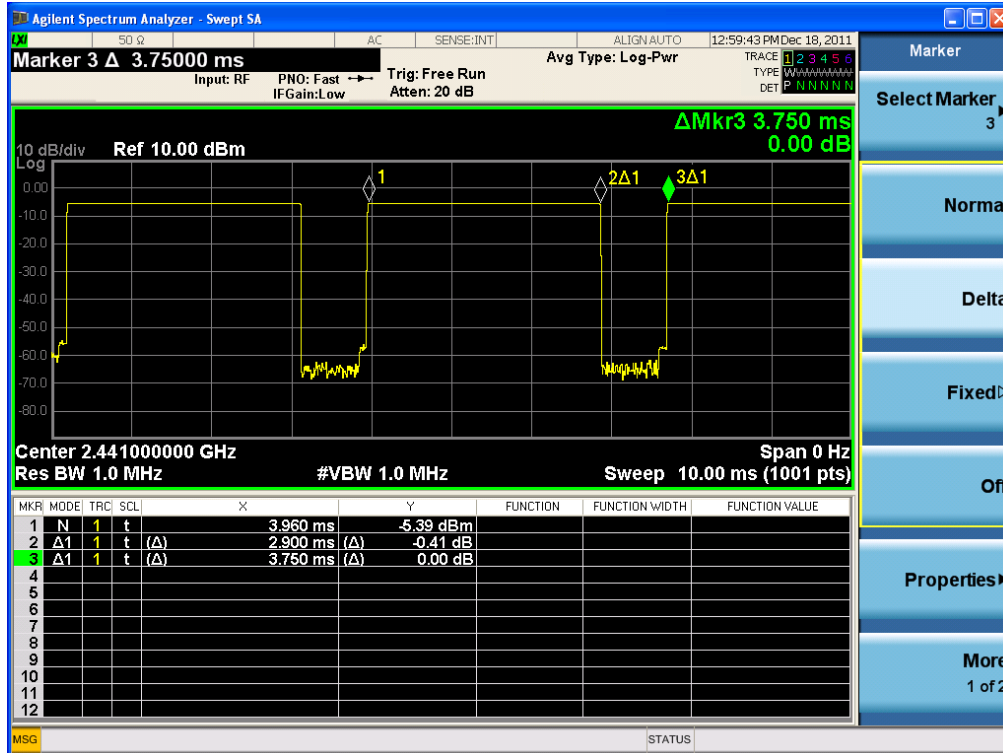 Agilent Spectrum Analyzer - Swept SA
LXI 50 Ω AC SENSE:INT ALIGN AUTO 12:59:43 PM Dec 18, 2011
Marker 3 Δ 3.75000 ms
Input: RF PNO: Fast IFGain:Low
Trig: Free Run
Atten: 20 dB
Avg Type: Log-Pwr
TRACE 1 2 3 4 5 6
TYPE WWWWWW
DET P N N N N N
ΔMkr3 3.750 ms
0.00 dB
10 dB/div Ref 10.00 dBm
Log
1 2Δ1 3Δ1
0.00
-10.0
-20.0
-30.0
-40.0
-50.0
-60.0
-70.0
-80.0
Center 2.441000000 GHz Span 0 Hz
Res BW 1.0 MHz #VBW 1.0 MHz Sweep 10.00 ms (1001 pts)
MKR MODE TRC SCL X Y FUNCTION FUNCTION WIDTH FUNCTION VALUE
1 N 1 t 3.960 ms -5.39 dBm
2 Δ1 1 t (Δ) 2.900 ms (Δ) -0.41 dB
3 Δ1 1 t (Δ) 3.750 ms (Δ) 0.00 dB
4
5
6
7
8
9
10
11
12
MSG STATUS
Marker
Select Marker
3
Norma
Delta
Fixed
Of
Properties
More
1 of 2